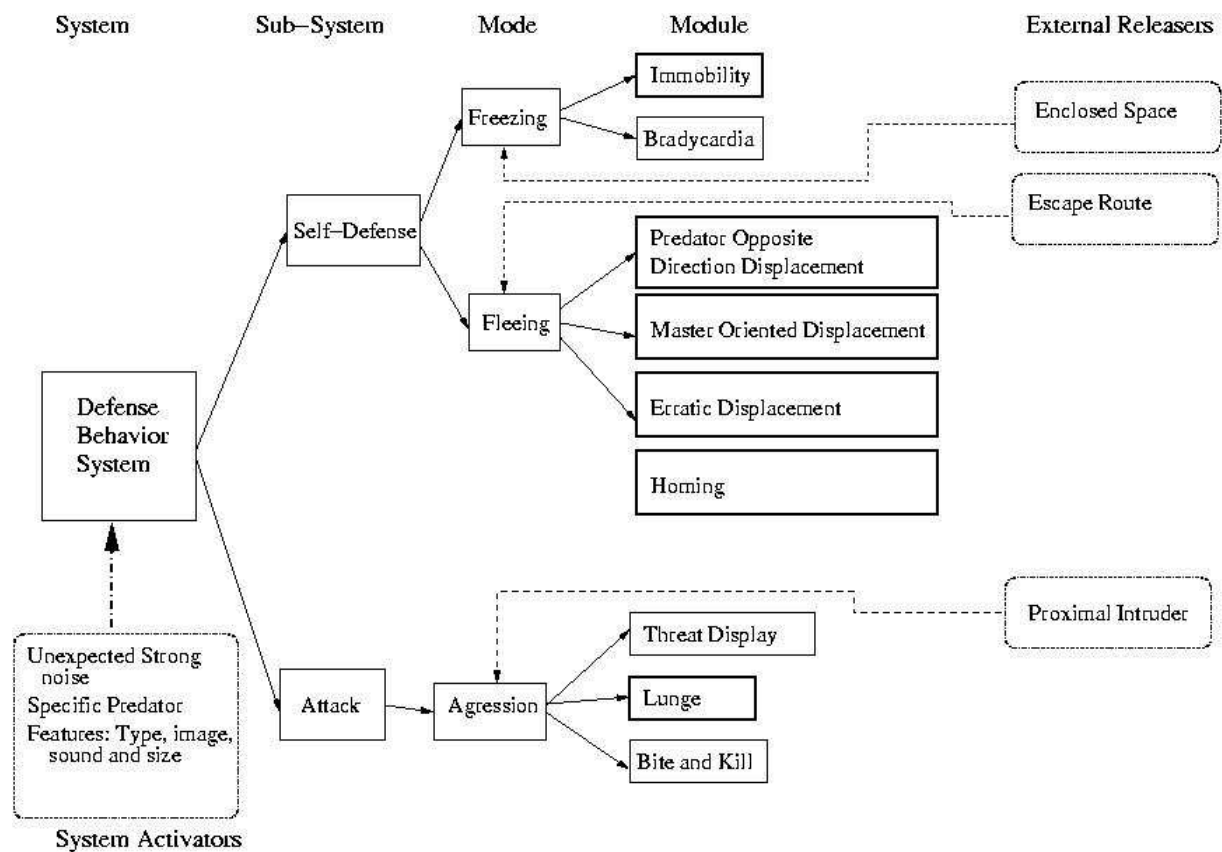 System
Sub-System
Mode
Module
External Releasers
Immobility
Freezing
Bradycardia
Enclosed Space
Escape Route
Self-Defense
Predator Opposite
Direction Displacement
Fleeing
Master Oriented Displacement
Erratic Displacement
Homing
Defense
Behavior
System
Proximal Intruder
Threat Display
Attack
Agression
Lunge
Bite and Kill
Unexpected Strong
noise
Specific Predator
Features: Type, image,
sound and size
System Activators